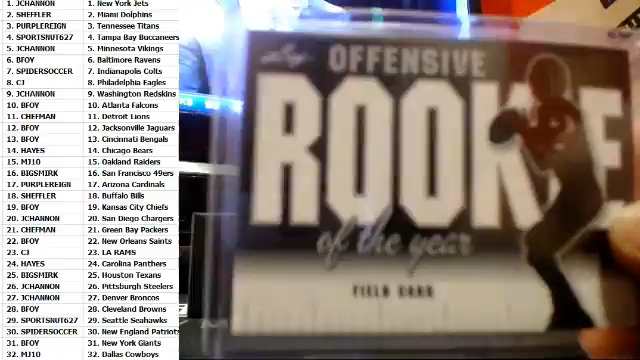 1. JCHANNON 1. New York Jets
2. SHEFFLER 2. Miami Dolphins
3. PURPLEREIGN 3. Tennessee Titans
4. SPORTSNUT627 4. Tampa Bay Buccaneers
5. JCHANNON 5. Minnesota Vikings
6. BFOY 6. Baltimore Ravens
7. SPIDERSOCCER 7. Indianapolis Colts
8. CJ 8. Philadelphia Eagles
9. JCHANNON 9. Washington Redskins
10. BFOY 10. Atlanta Falcons
11. CHEFMAN 11. Detroit Lions
12. BFOY 12. Jacksonville Jaguars
13. BFOY 13. Cincinnati Bengals
14. HAYES 14. Chicago Bears
15. MJ10 15. Oakland Raiders
16. BIGSMIRK 16. San Francisco 49ers
17. PURPLEREIGN 17. Arizona Cardinals
18. SHEFFLER 18. Buffalo Bills
19. BFOY 19. Kansas City Chiefs
20. JCHANNON 20. San Diego Chargers
21. CHEFMAN 21. Green Bay Packers
22. BFOY 22. New Orleans Saints
23. CJ 23. LA RAMS
24. HAYES 24. Carolina Panthers
25. BIGSMIRK 25. Houston Texans
26. JCHANNON 26. Pittsburgh Steelers
27. JCHANNON 27. Denver Broncos
28. BFOY 28. Cleveland Browns
29. SPORTSNUT627 29. Seattle Seahawks
30. SPIDERSOCCER 30. New England Patriots
31. BFOY 31. New York Giants
32. MJ10 32. Dallas Cowboys
Leaf
OFFENSIVE
ROOKIE
of the year
FIELD CARD